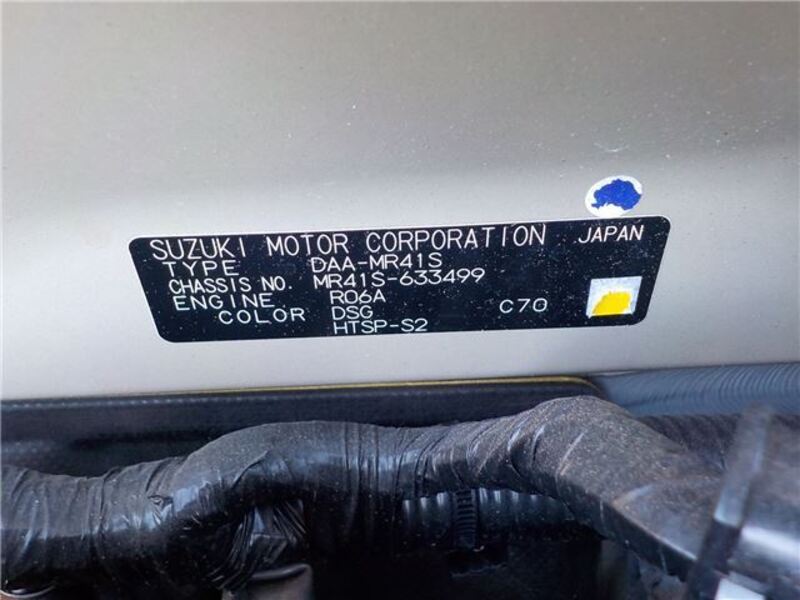 SUZUKI MOTOR CORPORATION JAPAN
TYPE DAA-MR41S
CHASSIS NO. MR41S-633499
ENGINE R06A
COLOR DSG C70
HTSP-S2